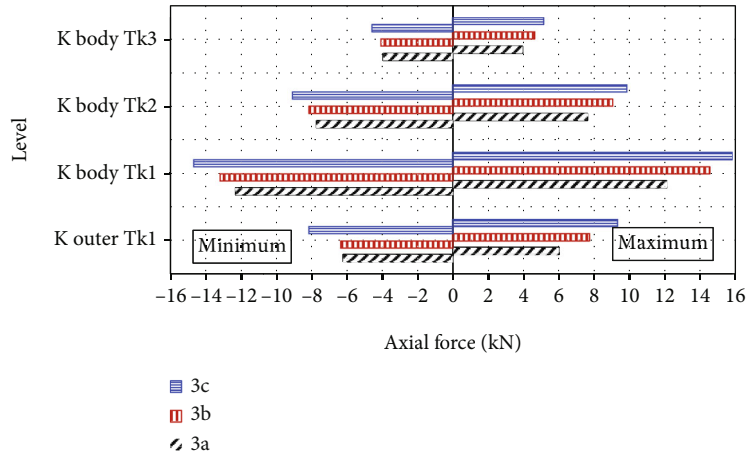 K body Tk3
K body Tk2
K body Tk1
K outer Tk1
Level
Minimum
Maximum
–16 –14 –12 –10 –8 –6 –4 –2 0 2 4 6 8 10 12 14 16
Axial force (kN)
3c
3b
3a